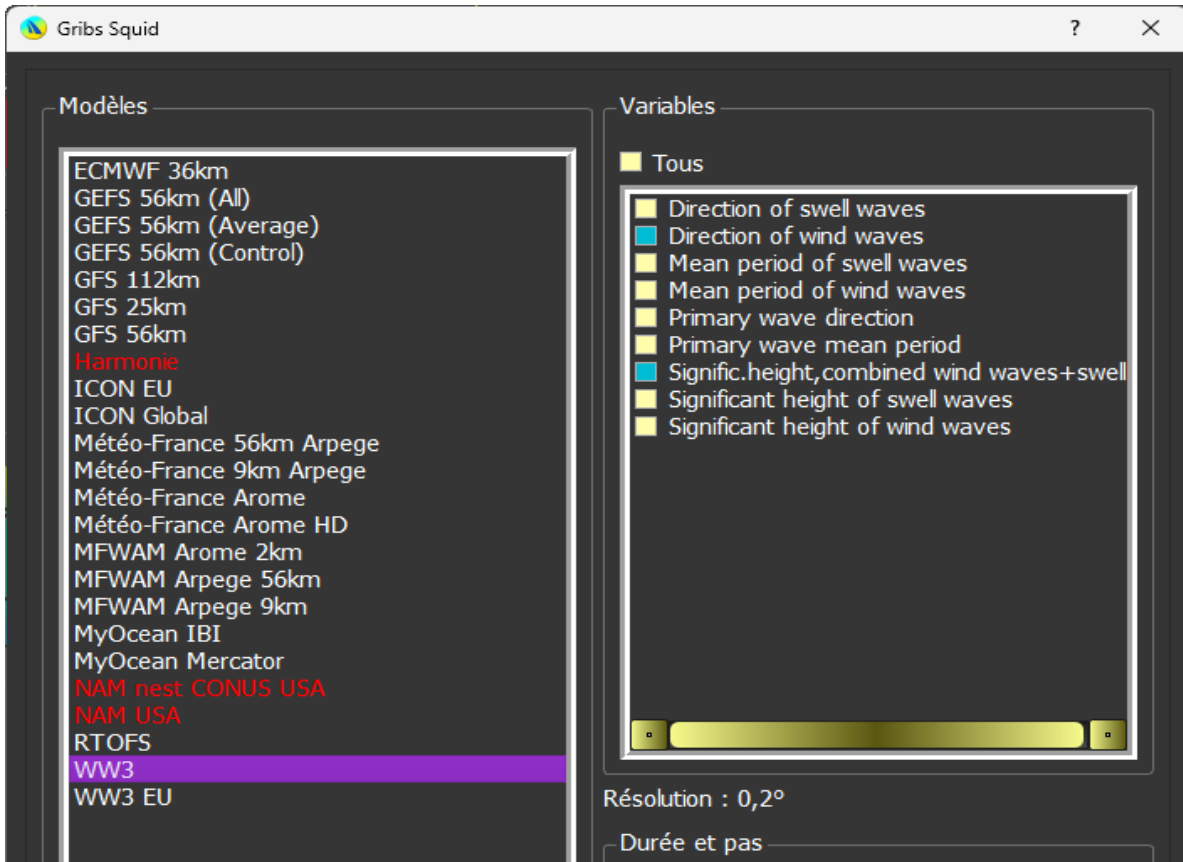 Gribs Squid
?
Modèles
ECMWF 36km
GEFS 56km (All)
GEFS 56km (Average)
GEFS 56km (Control)
GFS 112km
GFS 25km
GFS 56km
Harmonie
ICON EU
ICON Global
Météo-France 56km Arpege
Météo-France 9km Arpege
Météo-France Arome
Météo-France Arome HD
MFWAM Arome 2km
MFWAM Arpege 56km
MFWAM Arpege 9km
MyOcean IBI
MyOcean Mercator
NAM nest CONUS USA
NAM USA
RTOFS
WW3
WW3 EU
Variables
Tous
Direction of swell waves
Direction of wind waves
Mean period of swell waves
Mean period of wind waves
Primary wave direction
Primary wave mean period
Signific.height,combined wind waves+swell
Significant height of swell waves
Significant height of wind waves
Résolution : 0,2º
Durée et pas